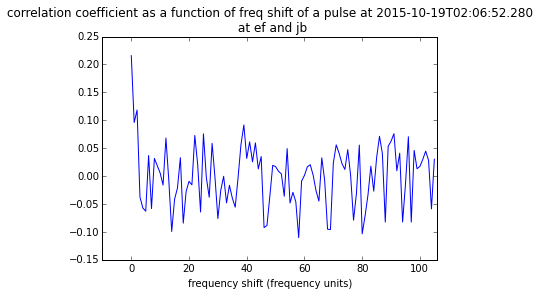 correlation coefficient as a function of freq shift of a pulse at 2015-10-19T02:06:52.280
at ef and jb
0.25
0.20
0.15
0.10
0.05
0.00
−0.05
−0.10
−0.15
0 20 40 60 80 100
frequency shift (frequency units)